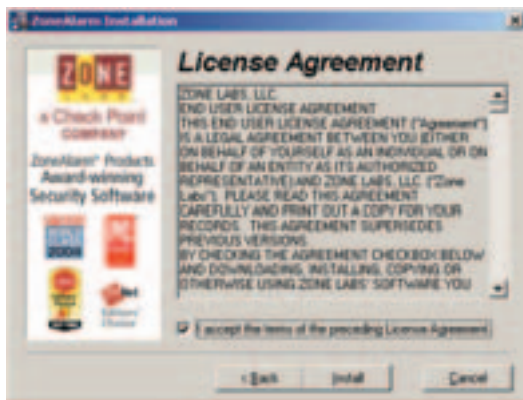 ZoneAlarm Installation
ZONE
LABS
a Check Point
COMPANY
ZoneAlarm® Products
Award-winning
Security Software
2004
Editors'
Choice
License Agreement
ZONE LABS, LLC
END USER LICENSE AGREEMENT
THIS END USER LICENSE AGREEMENT ("Agreement")
IS A LEGAL AGREEMENT BETWEEN YOU (EITHER
ON BEHALF OF YOURSELF AS AN INDIVIDUAL OR ON
BEHALF OF AN ENTITY AS ITS AUTHORIZED
REPRESENTATIVE) AND ZONE LABS, LLC. ("Zone
Labs"). PLEASE READ THIS AGREEMENT
CAREFULLY AND PRINT OUT A COPY FOR YOUR
RECORDS. THIS AGREEMENT SUPERSEDES
PREVIOUS VERSIONS.
BY CHECKING THE AGREEMENT CHECKBOX BELOW
AND DOWNLOADING, INSTALLING, COPYING OR
OTHERWISE USING ZONE LABS' SOFTWARE YOU
I accept the terms of the preceding License Agreement
< Back
Install
Cancel